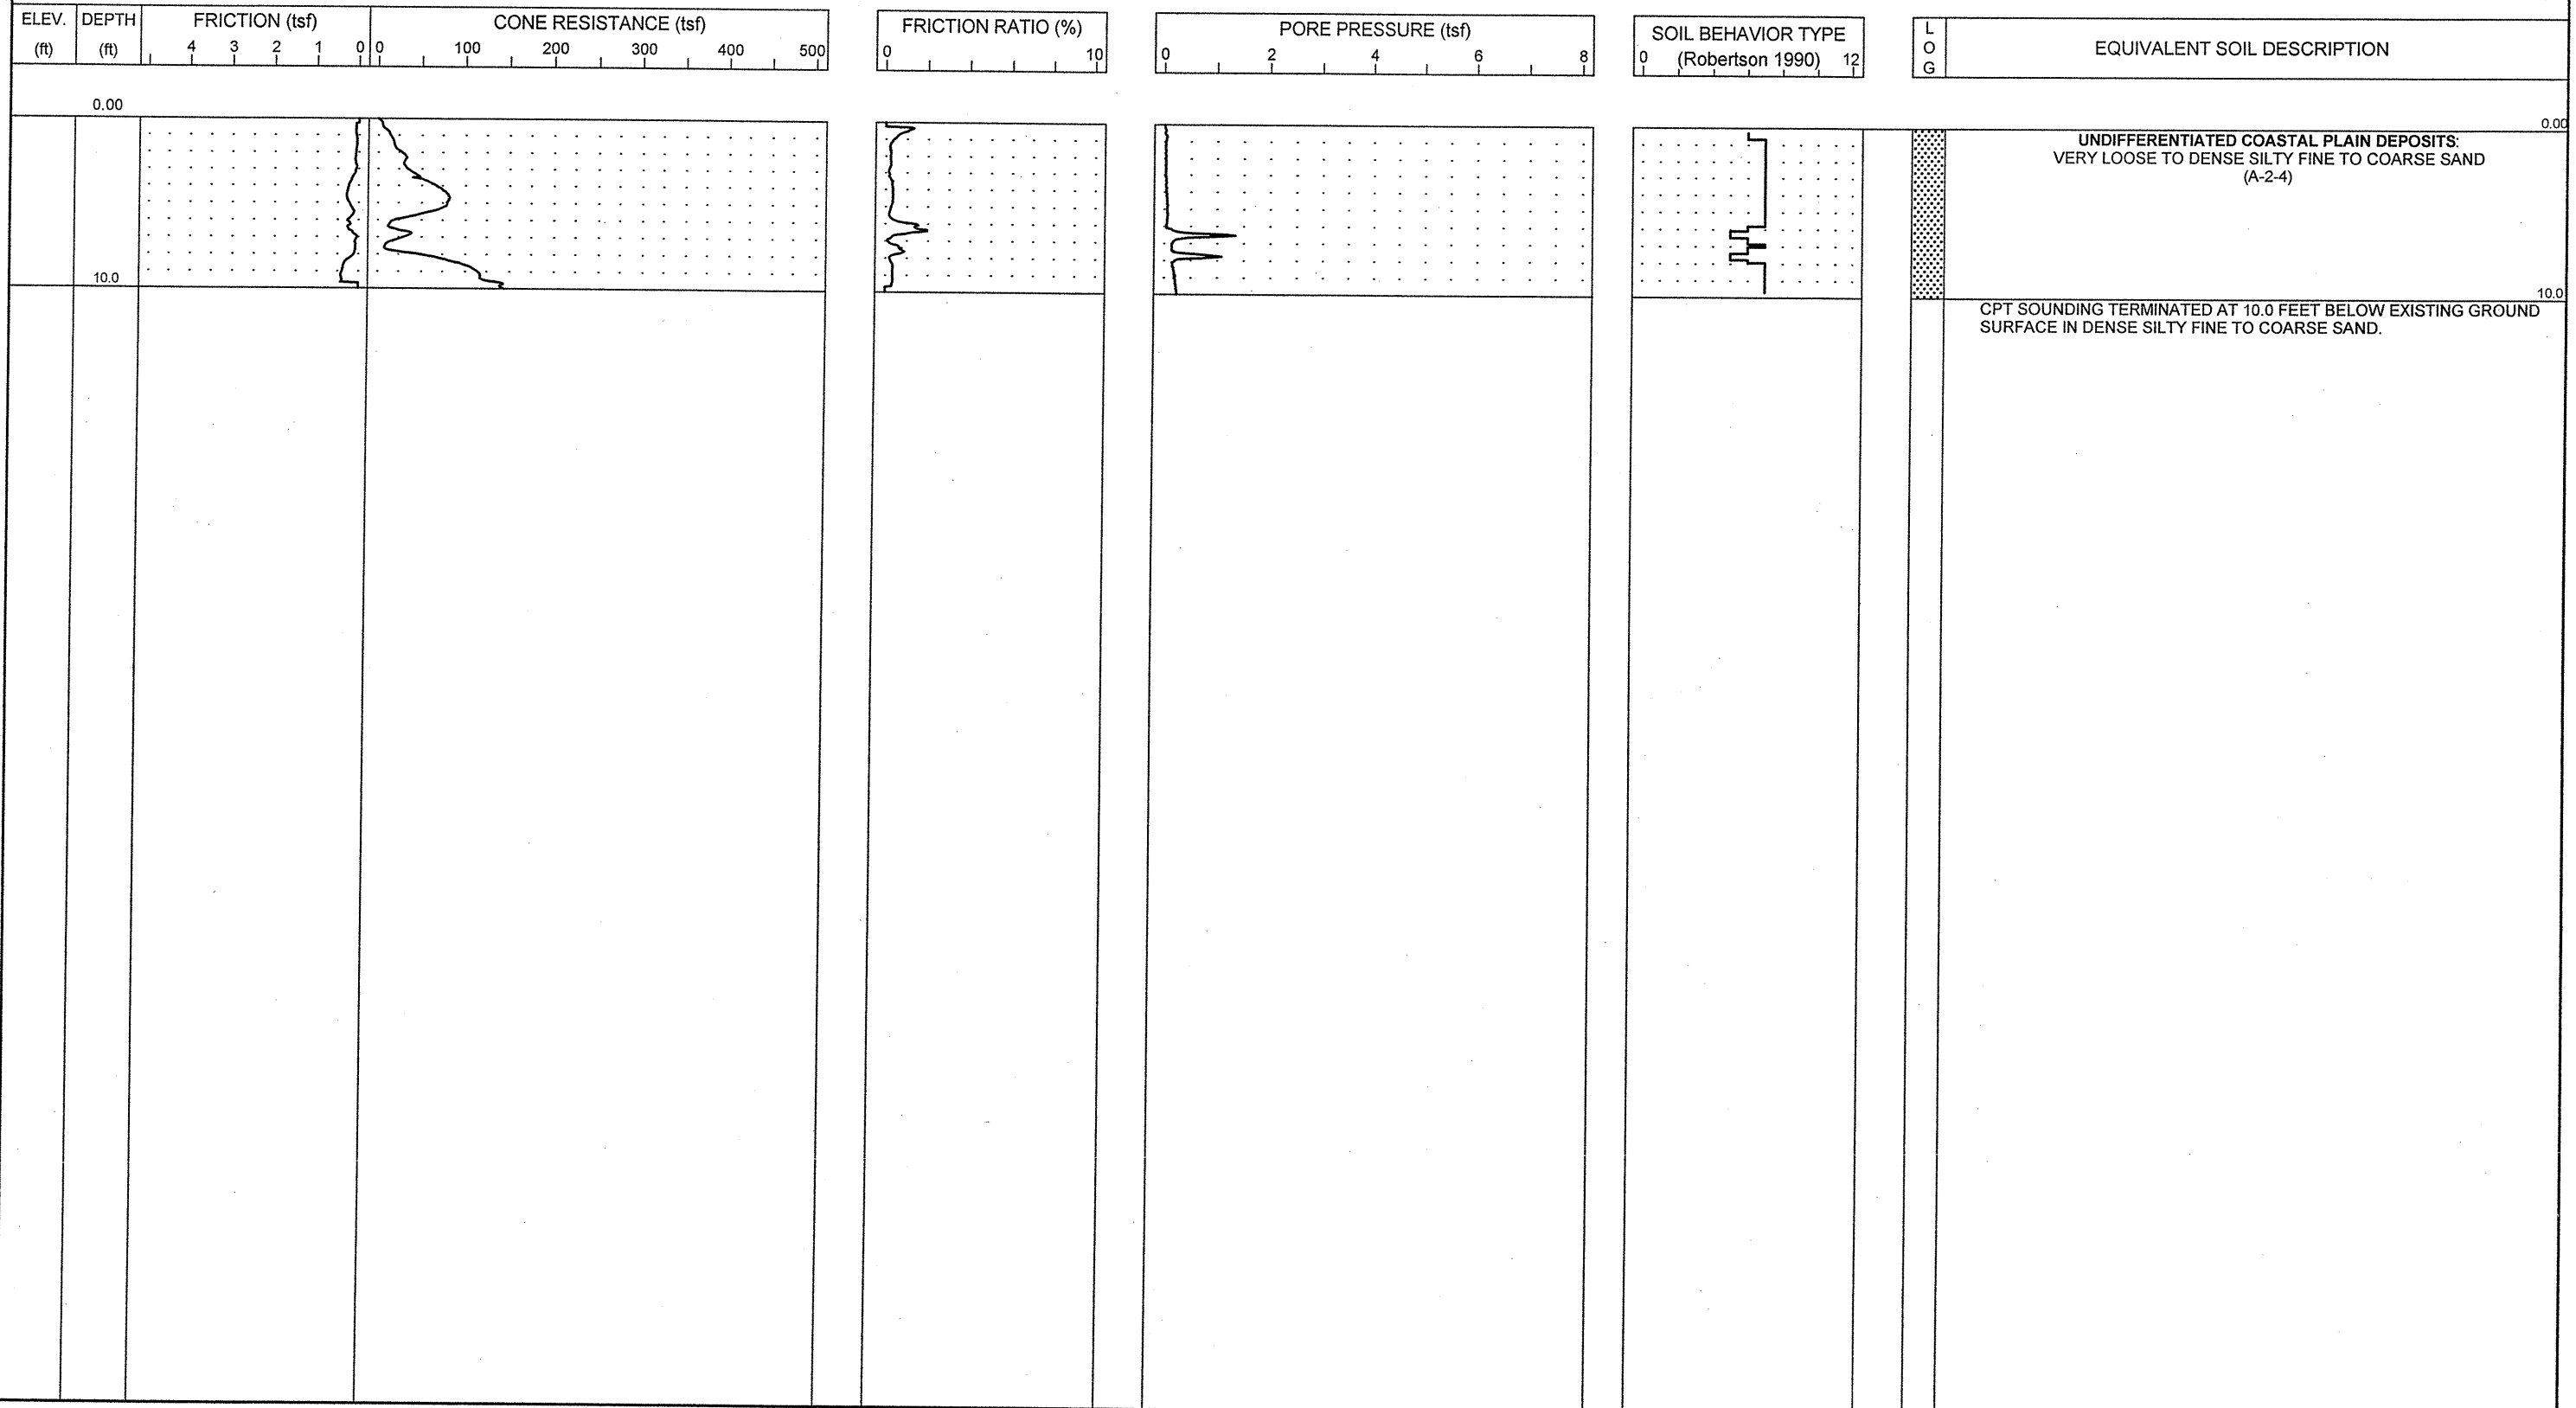 ELEV.
(ft)
DEPTH
(ft)
FRICTION (tsf)
4 3 2 1 0
CONE RESISTANCE (tsf)
0 100 200 300 400 500
FRICTION RATIO (%)
0 10
PORE PRESSURE (tsf)
0 2 4 6 8
SOIL BEHAVIOR TYPE
(Robertson 1990)
0 12
L
O
G
EQUIVALENT SOIL DESCRIPTION
0.00
0.00
UNDIFFERENTIATED COASTAL PLAIN DEPOSITS:
VERY LOOSE TO DENSE SILTY FINE TO COARSE SAND
(A-2-4)
10.0
10.0
CPT SOUNDING TERMINATED AT 10.0 FEET BELOW EXISTING GROUND
SURFACE IN DENSE SILTY FINE TO COARSE SAND.